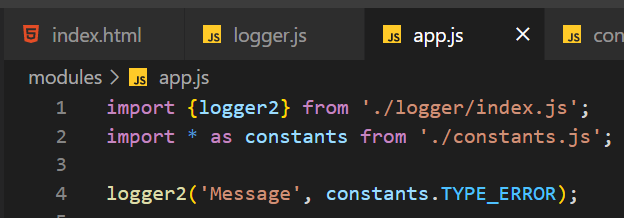 index.html logger.js app.js × con
modules > app.js
1 import {logger2} from './logger/index.js';
2 import * as constants from './constants.js';
3
4 logger2('Message', constants.TYPE_ERROR);